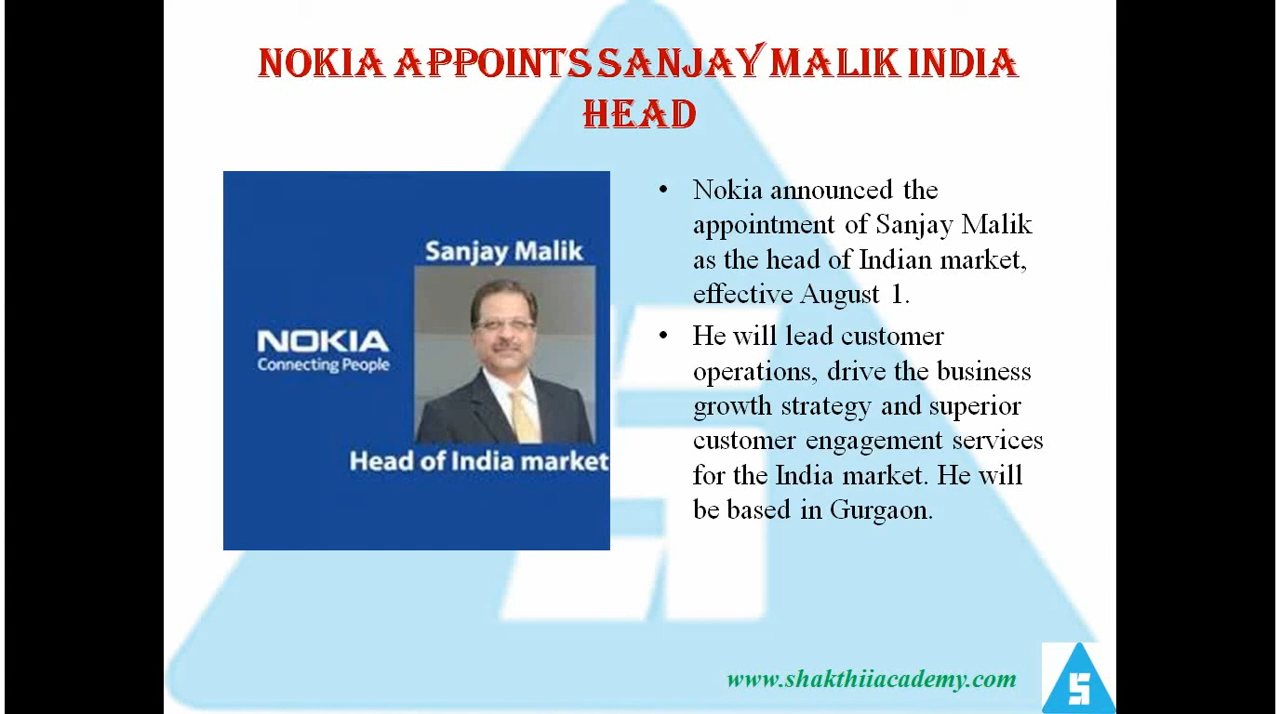 NOKIA APPOINTS SANJAY MALIK INDIA
HEAD
Sanjay Malik
NOKIA
Connecting People
Head of India market
• Nokia announced the
appointment of Sanjay Malik
as the head of Indian market,
effective August 1.
• He will lead customer
operations, drive the business
growth strategy and superior
customer engagement services
for the India market. He will
be based in Gurgaon.
www.shakthiiacademy.com
S